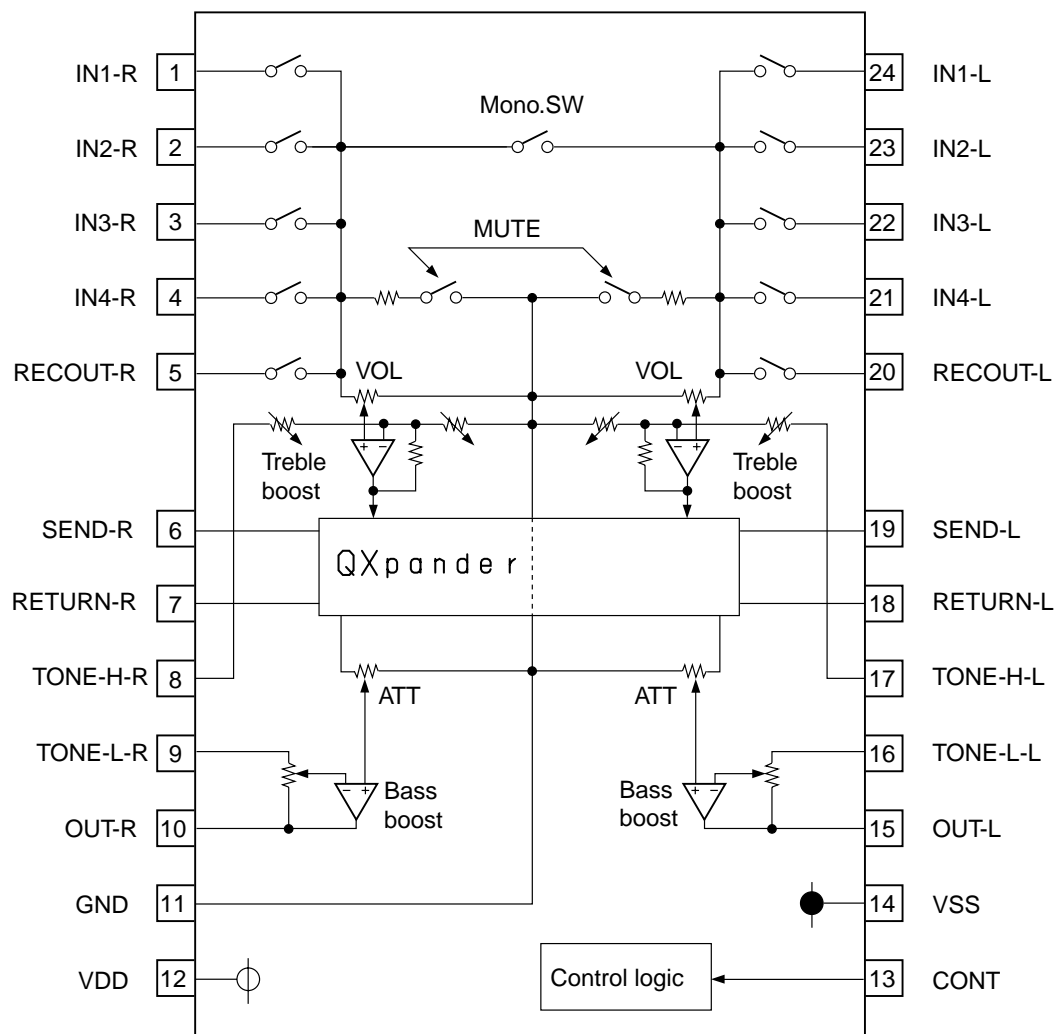 IN1-R 1 24 IN1-L
Mono.SW
IN2-R 2 23 IN2-L
IN3-R 3 22 IN3-L
MUTE
IN4-R 4 21 IN4-L
RECOUT-R 5 VOL VOL 20 RECOUT-L
+ − − +
Treble boost Treble boost
SEND-R 6 19 SEND-L
QXpander
RETURN-R 7 18 RETURN-L
TONE-H-R 8 17 TONE-H-L
ATT ATT
TONE-L-R 9 16 TONE-L-L
− + + −
Bass boost Bass boost
OUT-R 10 15 OUT-L
GND 11 14 VSS
VDD 12 Control logic 13 CONT